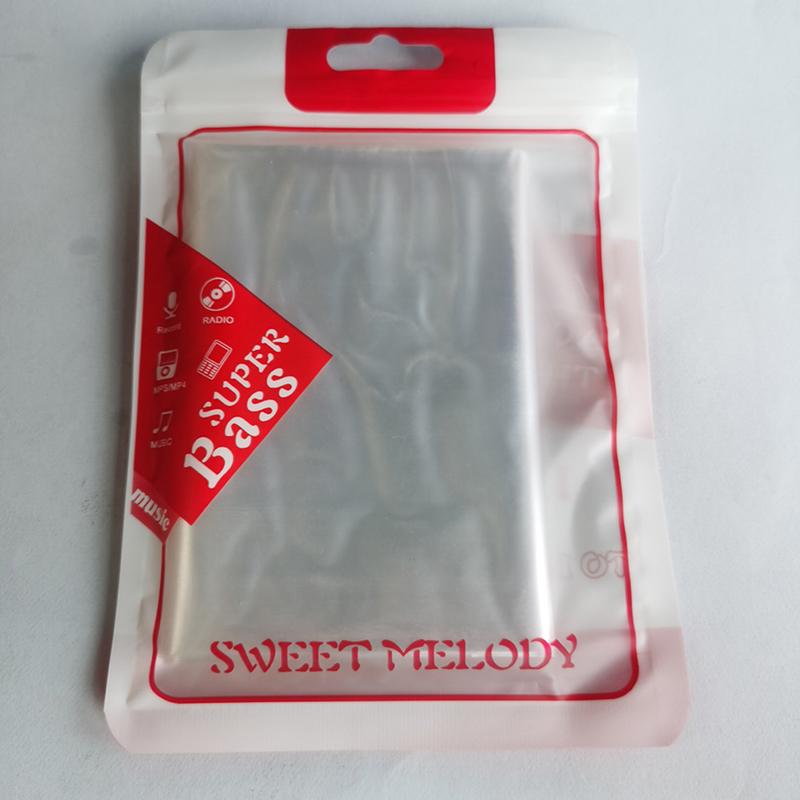 RADIO
Record
MP3/MP4
MUSIC
SUPER
Bass
music
SWEET MELODY